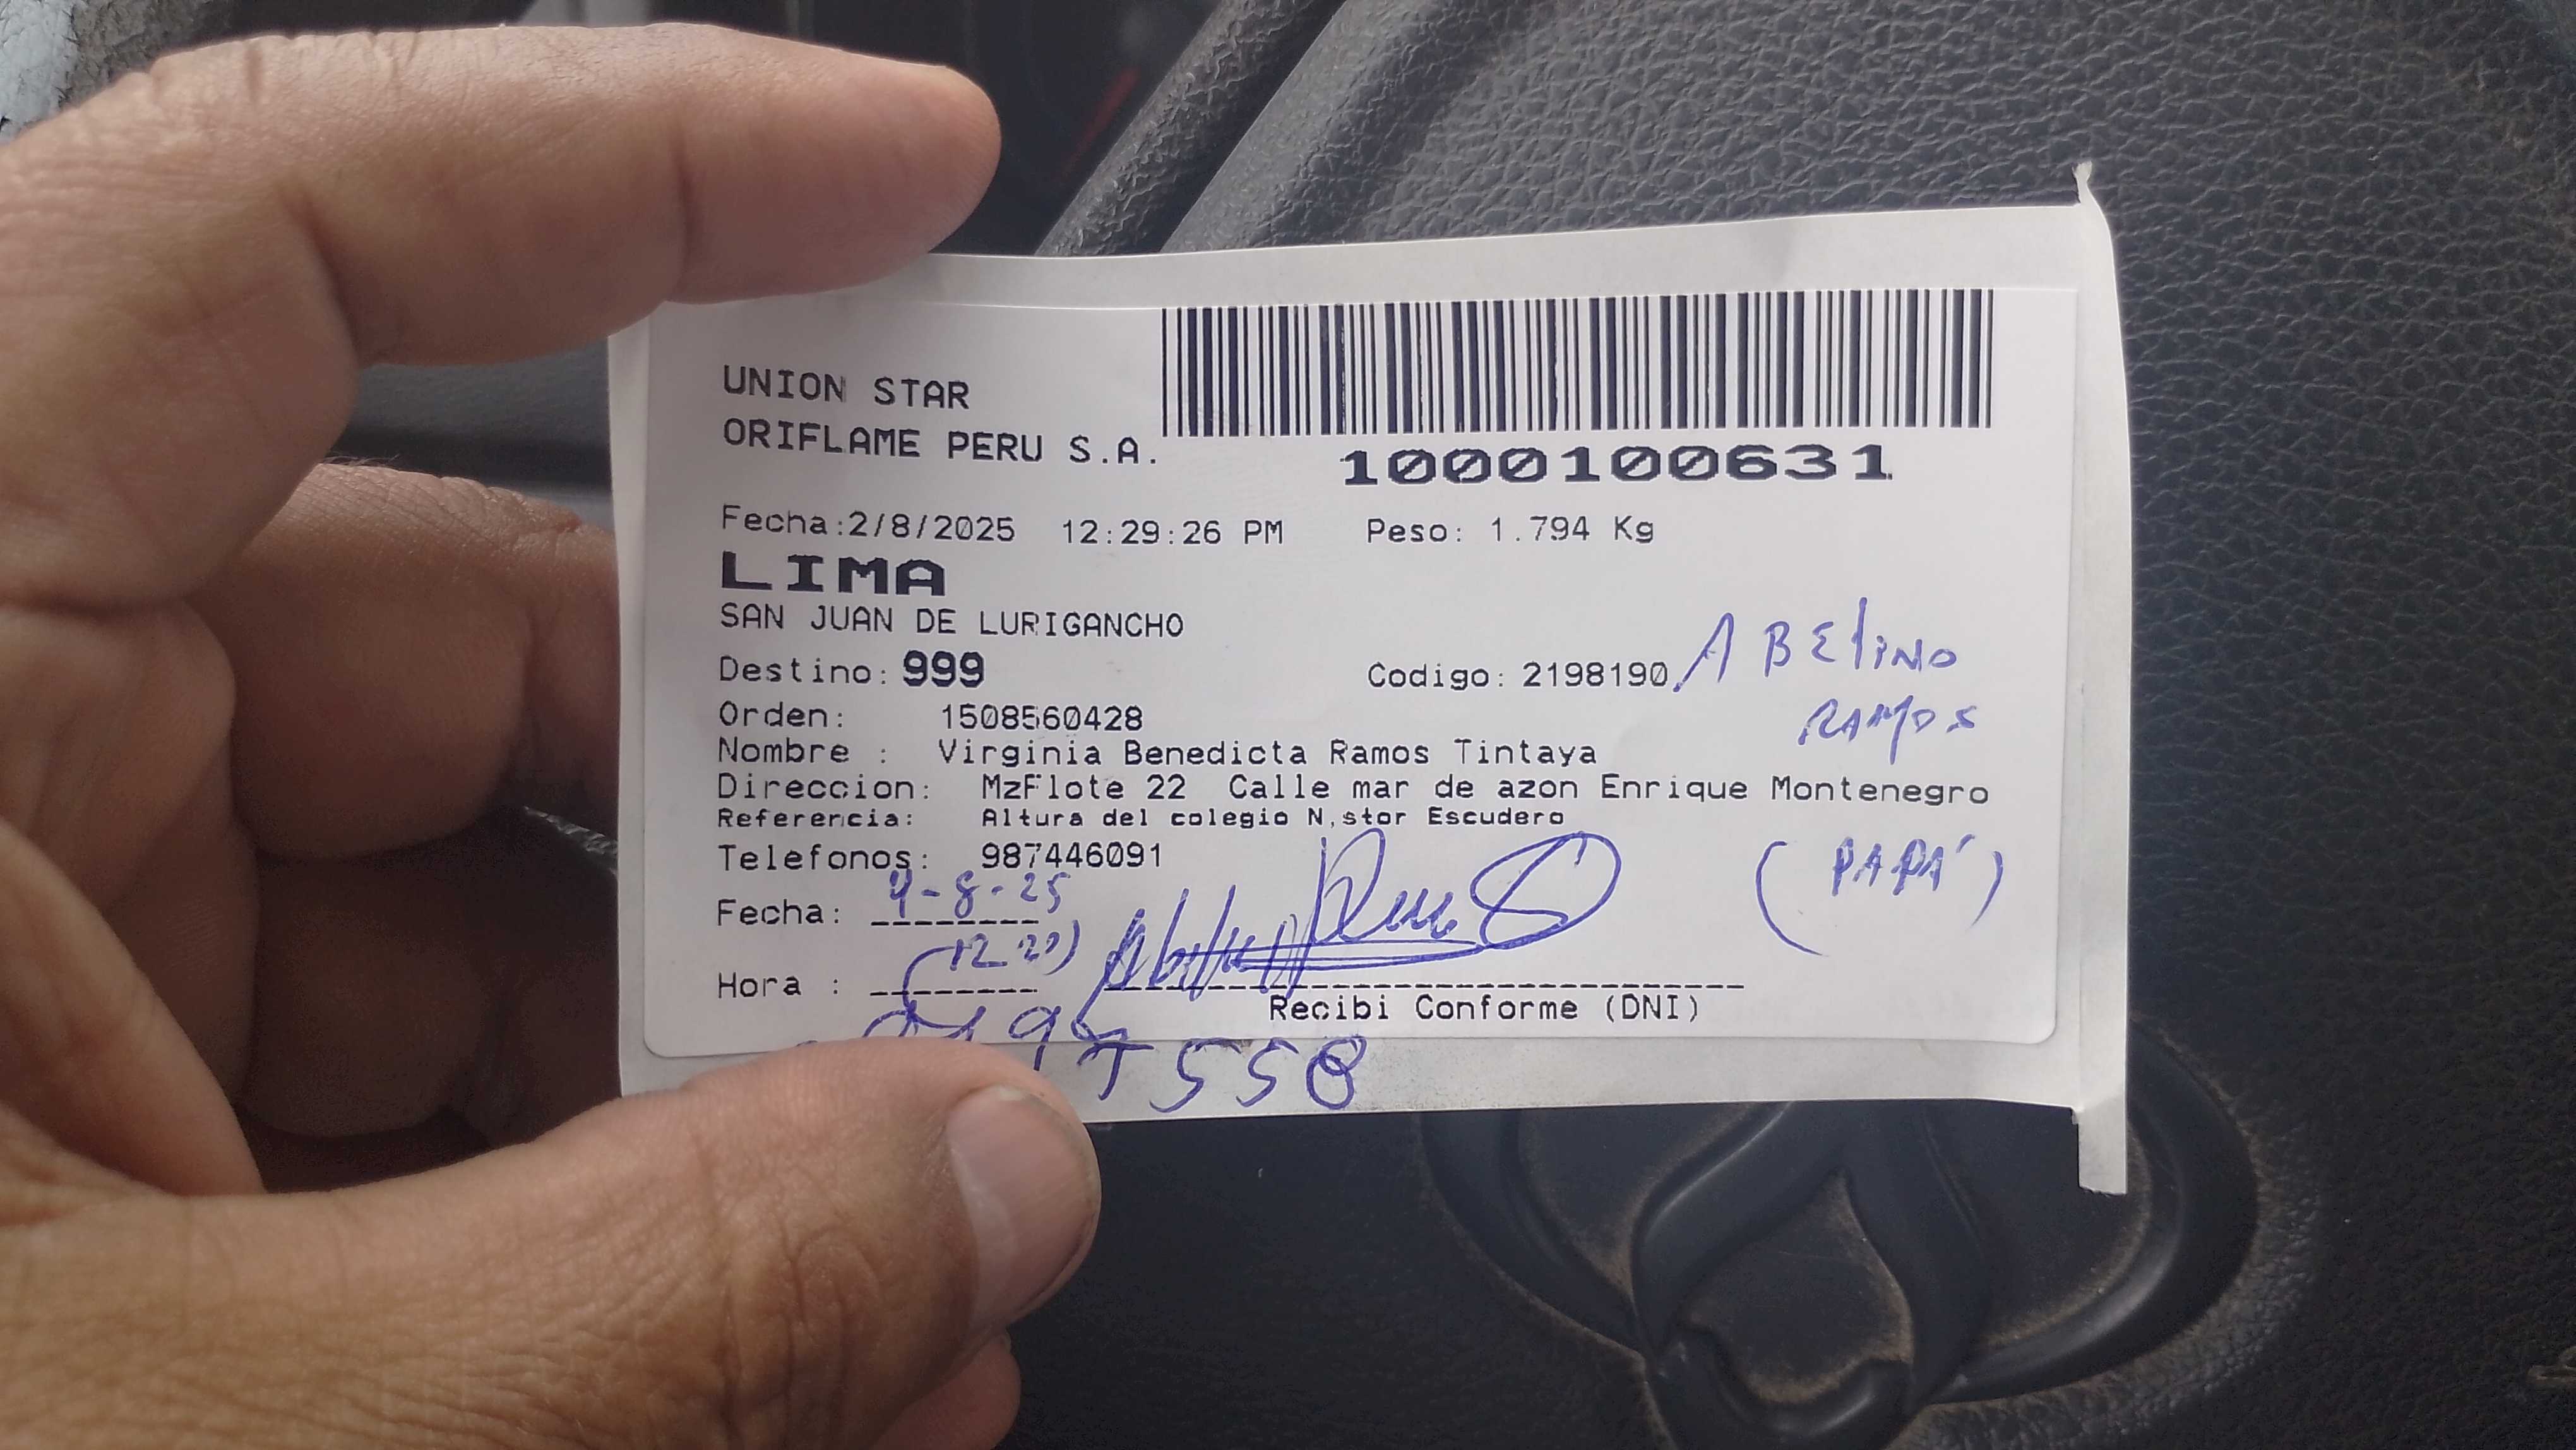 UNION STAR
ORIFLAME PERU S.A.
1000100631
Fecha:2/8/2025 12:29:26 PM Peso: 1.794 Kg
LIMA
SAN JUAN DE LURIGANCHO
Destino: 999 Codigo: 2198190
ABELINO
RAMOS
Orden: 1508560428
Nombre : Virginia Benedicta Ramos Tintaya
Direccion: MzFlote 22 Calle mar de azon Enrique Montenegro
Referencia: Altura del colegio N,stor Escudero
Telefonos: 987446091
(PAPÁ)
Fecha: 4-8-25
Hora : (12 20)
Recibi Conforme (DNI)